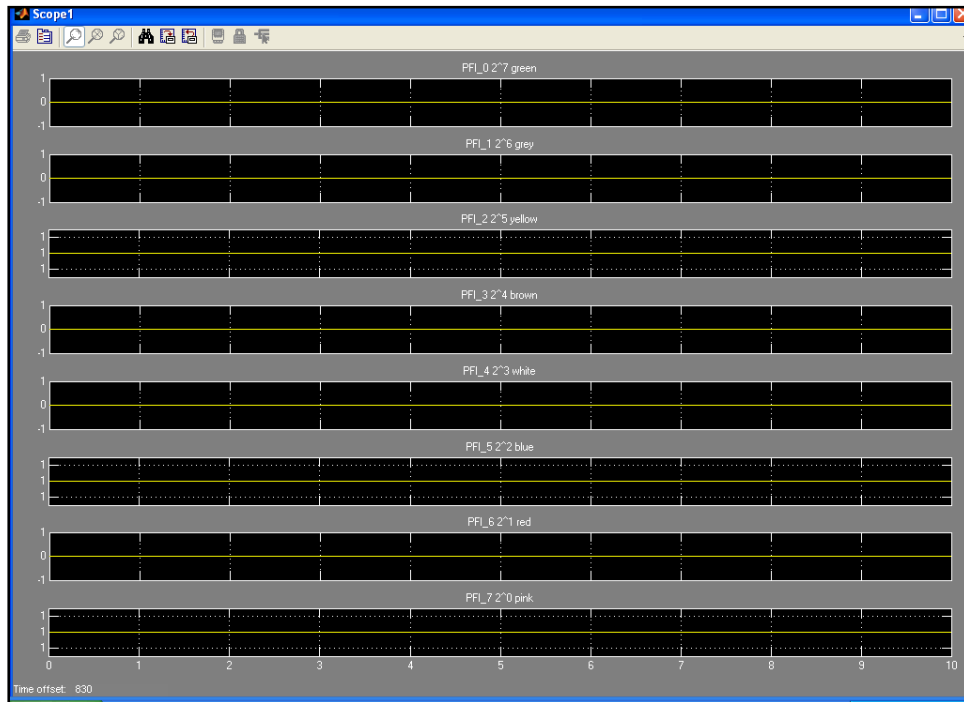 Scope1
PFI_0 2^7 green
1
0
-1
PFI_1 2^6 grey
1
0
-1
PFI_2 2^5 yellow
1
1
1
PFI_3 2^4 brown
1
0
-1
PFI_4 2^3 white
1
0
-1
PFI_5 2^2 blue
1
1
1
PFI_6 2^1 red
1
0
-1
PFI_7 2^0 pink
1
1
1
0 1 2 3 4 5 6 7 8 9 10
Time offset: 830